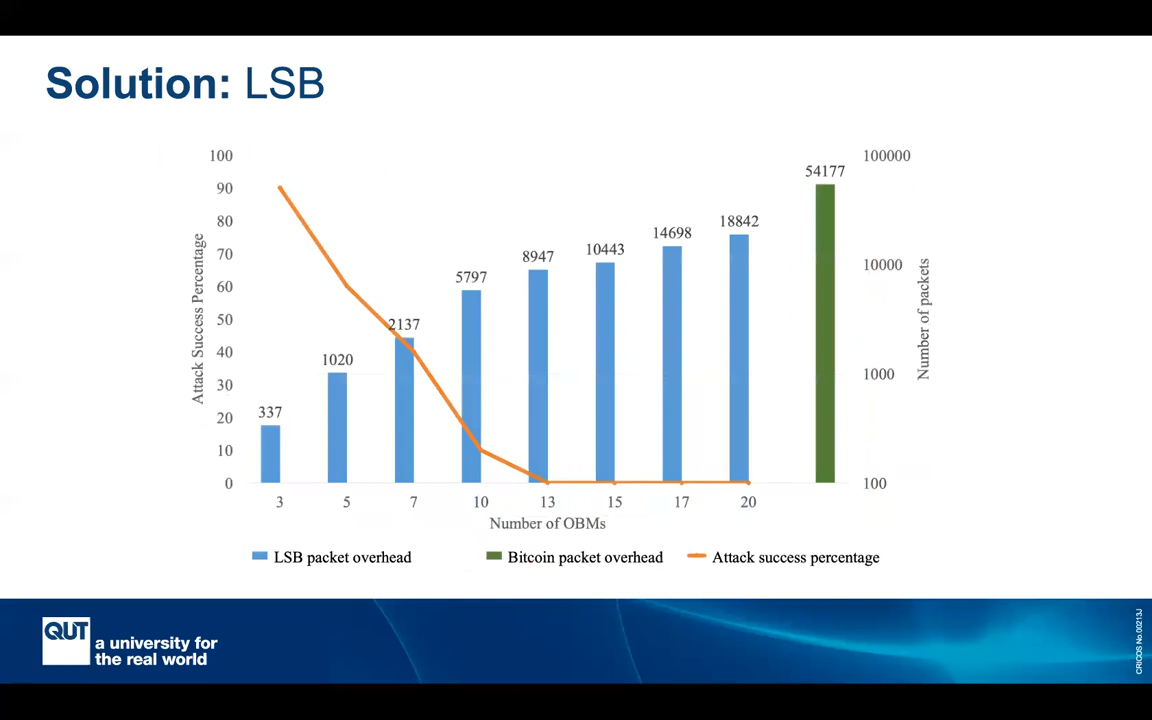 Solution: LSB
100
90
80
70
60
50
40
30
20
10
0
Attack Success Percentage
337
1020
2137
5797
8947
10443
14698
18842
54177
100000
10000
1000
100
Number of packets
3 5 7 10 13 15 17 20
Number of OBMs
LSB packet overhead Bitcoin packet overhead Attack success percentage
QUT
a university for
the real world
CRICOS No.00213J